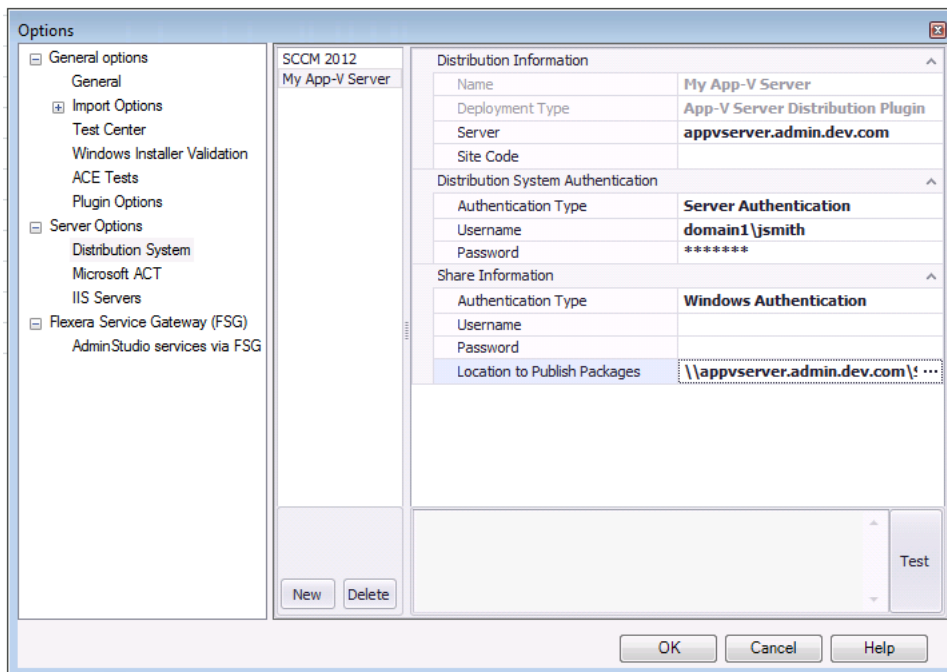 Options
General options
General
Import Options
Test Center
Windows Installer Validation
ACE Tests
Plugin Options
Server Options
Distribution System
Microsoft ACT
IIS Servers
Flexera Service Gateway (FSG)
AdminStudio services via FSG
SCCM 2012
My App-V Server
New Delete
Distribution Information
Name My App-V Server
Deployment Type App-V Server Distribution Plugin
Server appvserver.admin.dev.com
Site Code
Distribution System Authentication
Authentication Type Server Authentication
Username domain1\jsmith
Password *******
Share Information
Authentication Type Windows Authentication
Username
Password
Location to Publish Packages \\appvserver.admin.dev.com\ ...
Test
OK Cancel Help